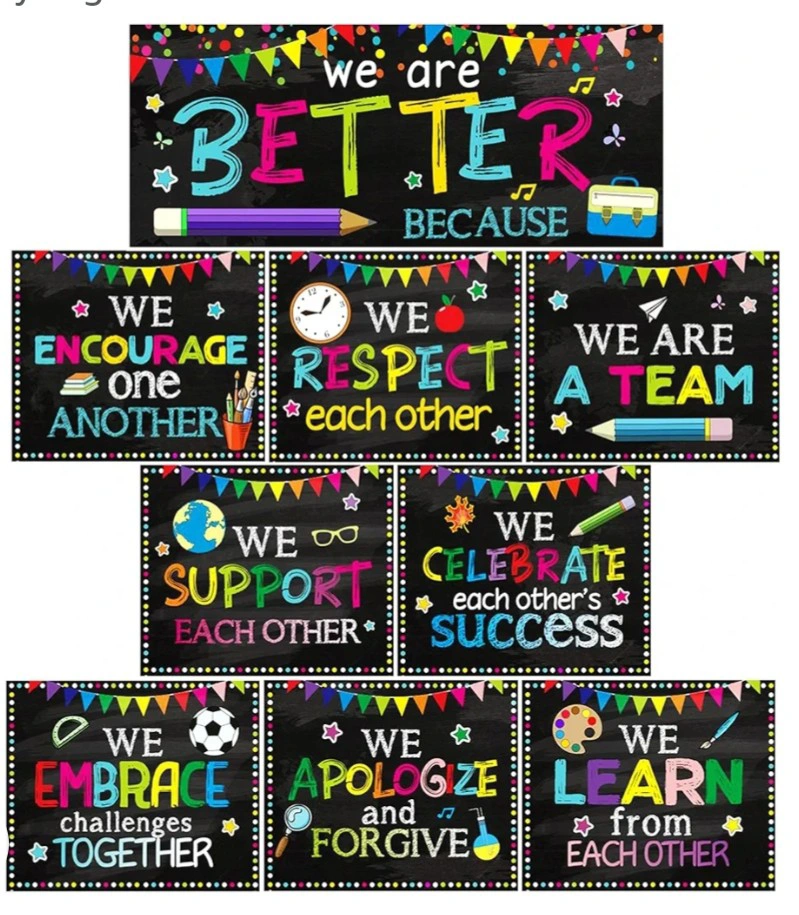 we are
BETTER
BECAUSE
WE
ENCOURAGE
one
ANOTHER
WE
RESPECT
each other
WE ARE
A TEAM
WE
SUPPORT
EACH OTHER
WE
CELEBRATE
each other's
success
WE
EMBRACE
challenges
TOGETHER
WE
APOLOGIZE
and
FORGIVE
WE
LEARN
from
EACH OTHER